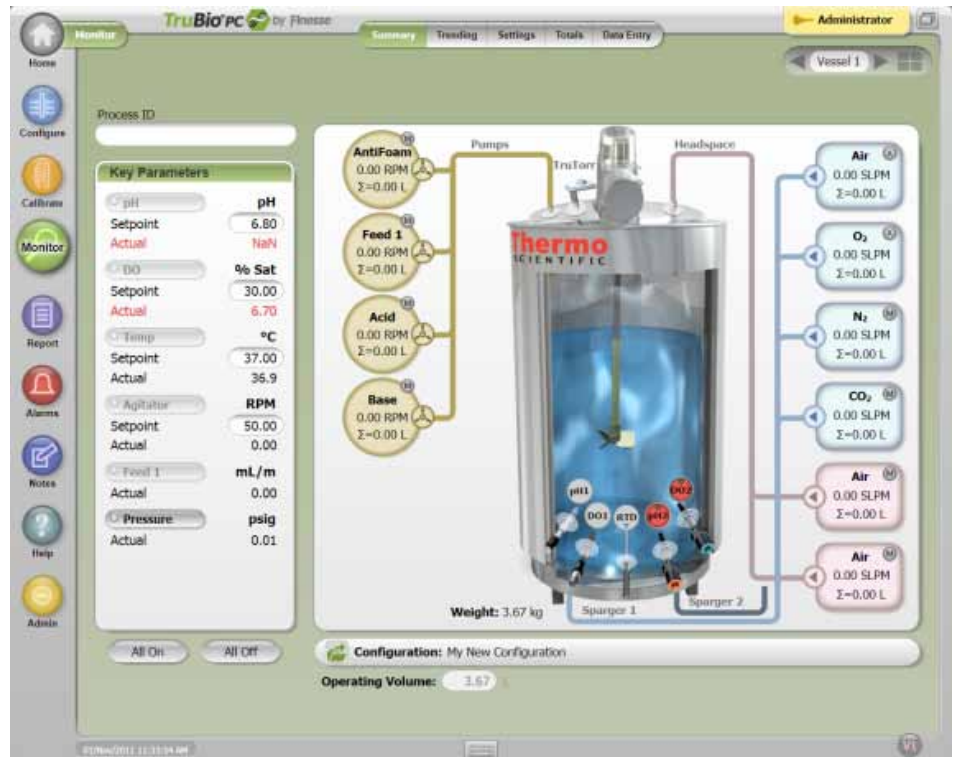 TruBio PC by Finesse
Administrator
Monitor
Summary Trending Settings Totals Data Entry
Home
Vessel 1
Configure
Calibrate
Monitor
Report
Alarms
Notes
Help
Admin
Process ID
Key Parameters
pH pH
Setpoint 6.80
Actual NaN
DO % Sat
Setpoint 30.00
Actual 6.70
Temp °C
Setpoint 37.00
Actual 36.9
Agitator RPM
Setpoint 50.00
Actual 0.00
Feed 1 mL/m
Actual 0.00
Pressure psig
Actual 0.01
All On All Off
Pumps
Headspace
AntiFoam M
0.00 RPM
Σ=0.00 L
Feed 1 M
0.00 RPM
Σ=0.00 L
Acid M
0.00 RPM
Σ=0.00 L
Base M
0.00 RPM
Σ=0.00 L
Thermo
SCIENTIFIC
pH1 DO1 RTD pH2 DO2
Air A
0.00 SLPM
Σ=0.00 L
O₂ A
0.00 SLPM
Σ=0.00 L
N₂ M
0.00 SLPM
Σ=0.00 L
CO₂ M
0.00 SLPM
Σ=0.00 L
Air M
0.00 SLPM
Σ=0.00 L
Air M
0.00 SLPM
Σ=0.00 L
Weight: 3.67 kg
Sparger 1
Sparger 2
Configuration: My New Configuration
Operating Volume: 3.67 L
V1